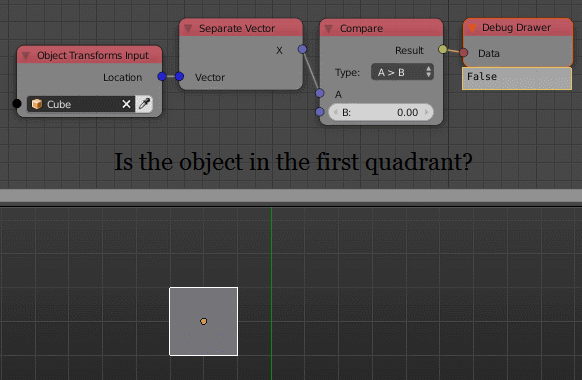 Object Transforms Input
Location
Cube
Separate Vector
X
Vector
Compare
Result
Type: A > B
A
B: 0.00
Debug Drawer
Data
False
Is the object in the first quadrant?